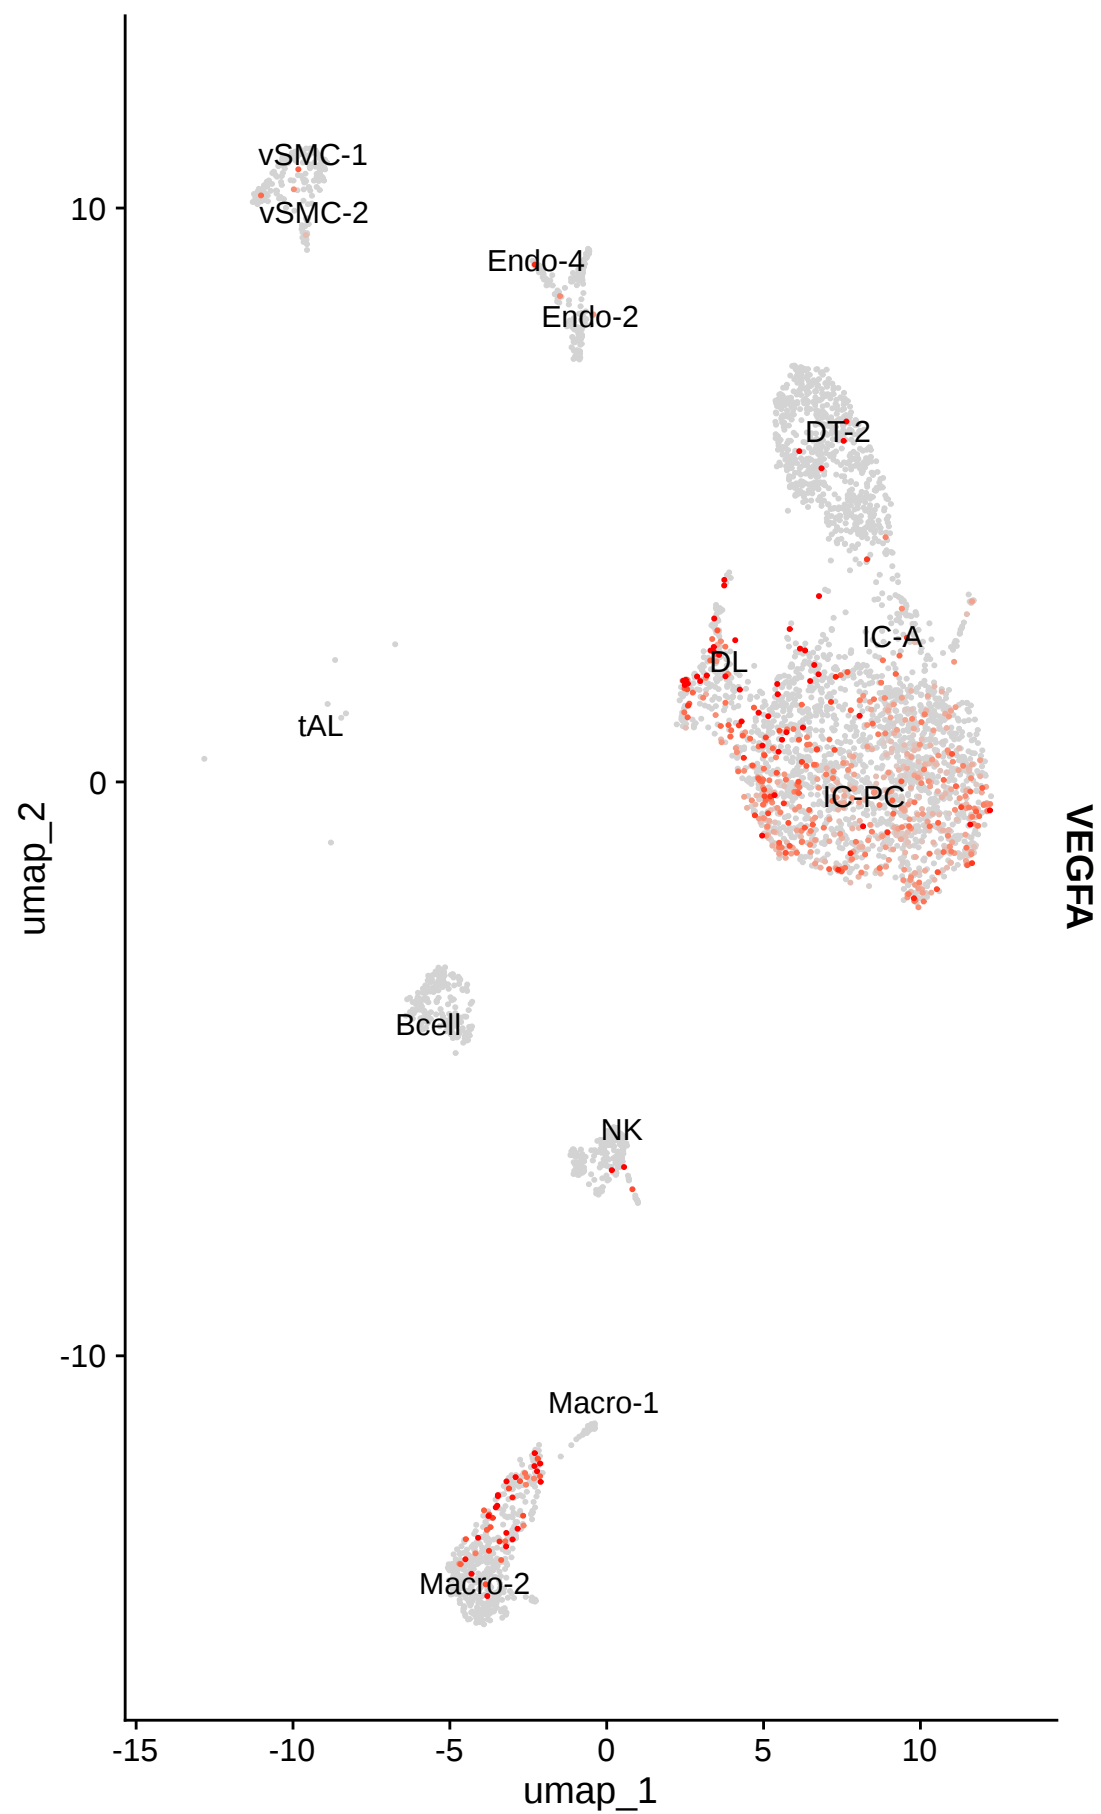 vSMC-1
10
vSMC-2
Endo-4
Endo-2
DT-2
IC-A
DL
tAL
0
IC-PC
umap_2
VEGFA
Bcell
NK
-10
Macro-1
Macro-2
-15
-10
-5
0
5
10
umap_1